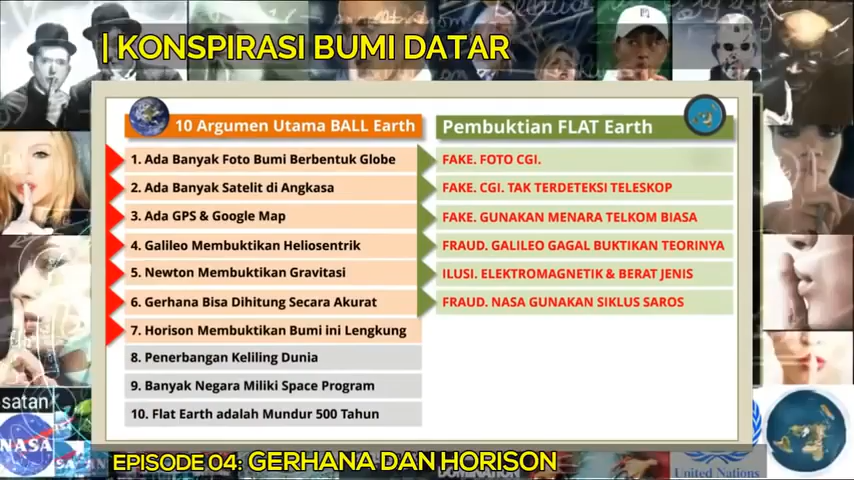 | KONSPIRASI BUMI DATAR
10 Argumen Utama BALL Earth
Pembuktian FLAT Earth
1. Ada Banyak Foto Bumi Berbentuk Globe
FAKE. FOTO CGI.
2. Ada Banyak Satelit di Angkasa
FAKE. CGI. TAK TERDETEKSI TELESKOP
3. Ada GPS & Google Map
FAKE. GUNAKAN MENARA TELKOM BIASA
4. Galileo Membuktikan Heliosentrik
FRAUD. GALILEO GAGAL BUKTIKAN TEORINYA
5. Newton Membuktikan Gravitasi
ILUSI. ELEKTROMAGNETIK & BERAT JENIS
6. Gerhana Bisa Dihitung Secara Akurat
FRAUD. NASA GUNAKAN SIKLUS SAROS
7. Horison Membuktikan Bumi ini Lengkung
8. Penerbangan Keliling Dunia
9. Banyak Negara Miliki Space Program
10. Flat Earth adalah Mundur 500 Tahun
satan
NASA
SATAN
EPISODE 04: GERHANA DAN HORISON
DOMINATION
United Nations